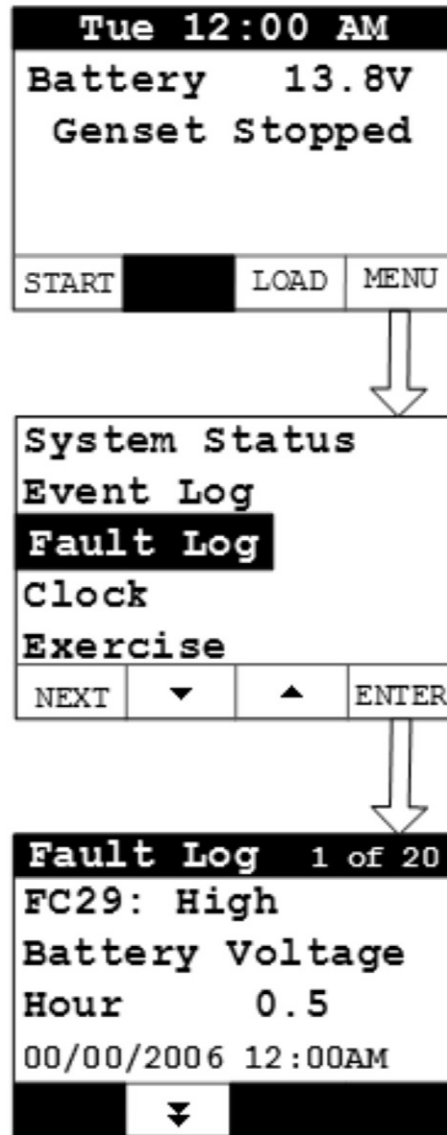 Tue 12:00 AM
Battery 13.8V
Genset Stopped
START LOAD MENU
System Status
Event Log
Fault Log
Clock
Exercise
NEXT ▼ ▲ ENTER
Fault Log 1 of 20
FC29: High
Battery Voltage
Hour 0.5
00/00/2006 12:00AM